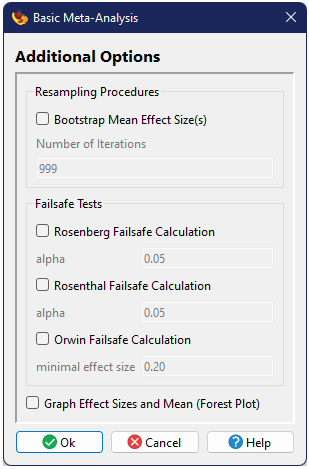 Basic Meta-Analysis
Additional Options
Resampling Procedures
Bootstrap Mean Effect Size(s)
Number of Iterations
999
Failsafe Tests
Rosenberg Failsafe Calculation
alpha 0.05
Rosenthal Failsafe Calculation
alpha 0.05
Orwin Failsafe Calculation
minimal effect size 0.20
Graph Effect Sizes and Mean (Forest Plot)
Ok Cancel Help